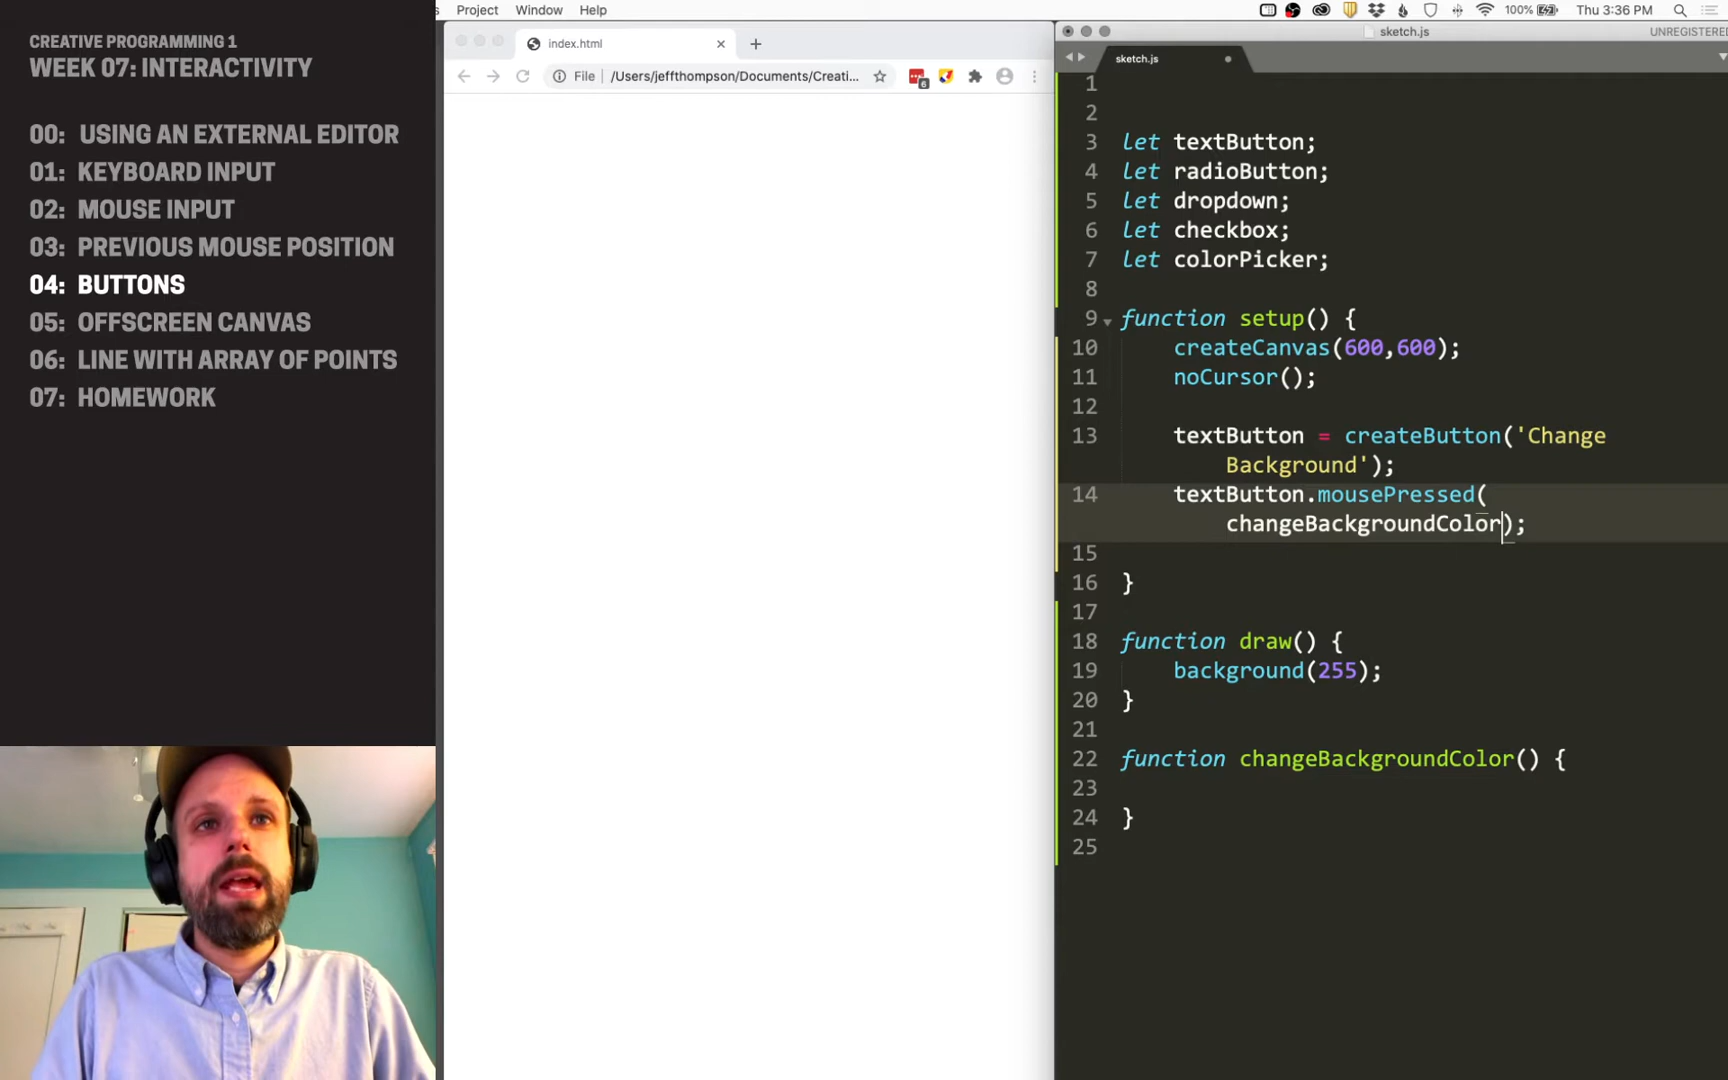 CREATIVE PROGRAMMING 1
WEEK 07: INTERACTIVITY
00: USING AN EXTERNAL EDITOR
01: KEYBOARD INPUT
02: MOUSE INPUT
03: PREVIOUS MOUSE POSITION
04: BUTTONS
05: OFFSCREEN CANVAS
06: LINE WITH ARRAY OF POINTS
07: HOMEWORK
Project Window Help
100% Thu 3:36 PM
index.html
File /Users/jeffthompson/Documents/Creati...
6
sketch.js
UNREGISTERED
sketch.js
1
2
3 let textButton;
4 let radioButton;
5 let dropdown;
6 let checkbox;
7 let colorPicker;
8
9 function setup() {
10 createCanvas(600,600);
11 noCursor();
12
13 textButton = createButton('Change
Background');
14 textButton.mousePressed(
changeBackgroundColor);
15
16 }
17
18 function draw() {
19 background(255);
20 }
21
22 function changeBackgroundColor() {
23
24 }
25